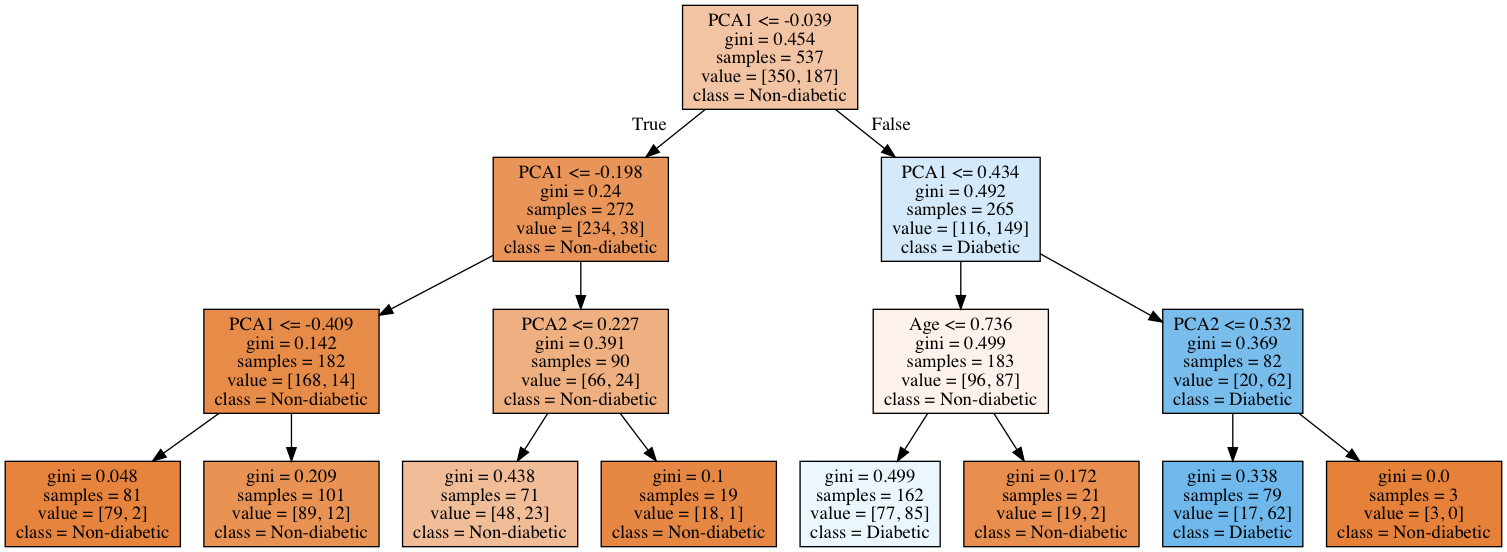 PCA1 <= -0.039
gini = 0.454
samples = 537
value = [350, 187]
class = Non-diabetic
True
False
PCA1 <= -0.198
gini = 0.24
samples = 272
value = [234, 38]
class = Non-diabetic
PCA1 <= 0.434
gini = 0.492
samples = 265
value = [116, 149]
class = Diabetic
PCA1 <= -0.409
gini = 0.142
samples = 182
value = [168, 14]
class = Non-diabetic
PCA2 <= 0.227
gini = 0.391
samples = 90
value = [66, 24]
class = Non-diabetic
Age <= 0.736
gini = 0.499
samples = 183
value = [96, 87]
class = Non-diabetic
PCA2 <= 0.532
gini = 0.369
samples = 82
value = [20, 62]
class = Diabetic
gini = 0.048
samples = 81
value = [79, 2]
class = Non-diabetic
gini = 0.209
samples = 101
value = [89, 12]
class = Non-diabetic
gini = 0.438
samples = 71
value = [48, 23]
class = Non-diabetic
gini = 0.1
samples = 19
value = [18, 1]
class = Non-diabetic
gini = 0.499
samples = 162
value = [77, 85]
class = Diabetic
gini = 0.172
samples = 21
value = [19, 2]
class = Non-diabetic
gini = 0.338
samples = 79
value = [17, 62]
class = Diabetic
gini = 0.0
samples = 3
value = [3, 0]
class = Non-diabetic